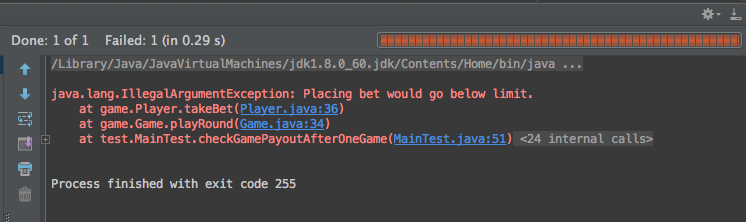 Done: 1 of 1 Failed: 1 (in 0.29 s)
/Library/Java/JavaVirtualMachines/jdk1.8.0_60.jdk/Contents/Home/bin/java ...
java.lang.IllegalArgumentException: Placing bet would go below limit.
at game.Player.takeBet(Player.java:36)
at game.Game.playRound(Game.java:34)
at test.MainTest.checkGamePayoutAfterOneGame(MainTest.java:51) <24 internal calls>
Process finished with exit code 255